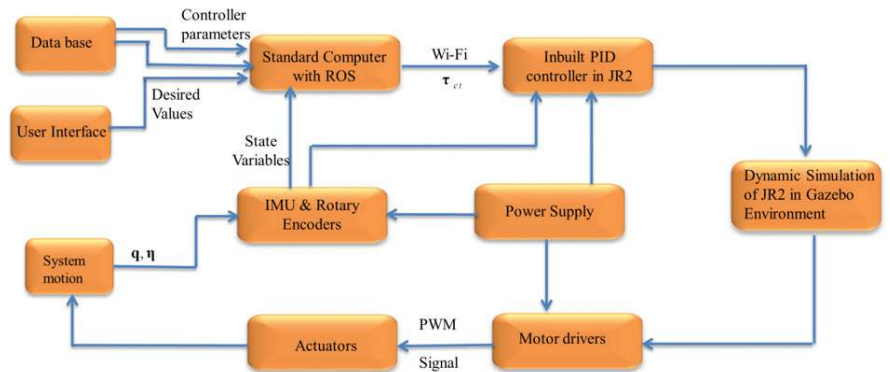 Controller
parameters
Data base
Standard Computer
with ROS
Wi-Fi
τ ct
Inbuilt PID
controller in JR2
Desired
Values
User Interface
State
Variables
IMU & Rotary
Encoders
Power Supply
Dynamic Simulation
of JR2 in Gazebo
Environment
q, η
System
motion
Actuators
PWM
Signal
Motor drivers